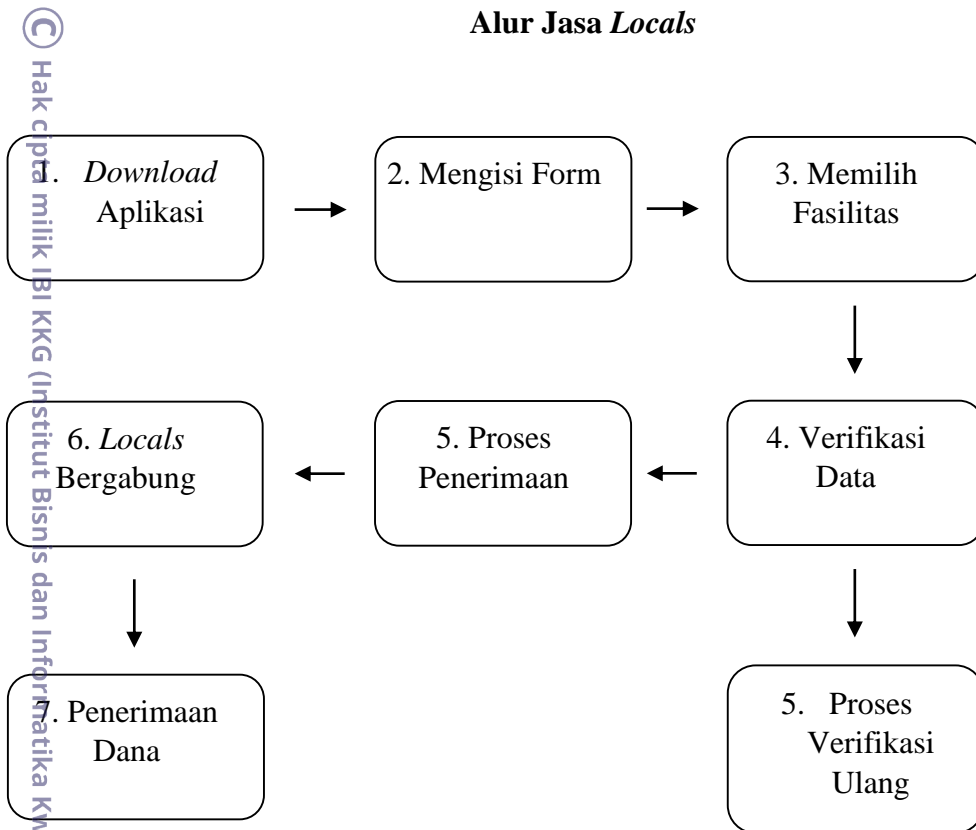 Alur Jasa Locals
1. Download
Aplikasi
2. Mengisi Form
3. Memilih
Fasilitas
4. Verifikasi
Data
5. Proses
Penerimaan
6. Locals
Bergabung
7. Penerimaan
Dana
5. Proses
Verifikasi
Ulang
© Hak cipta milik IBI KKG (Institut Bisnis dan Informatika